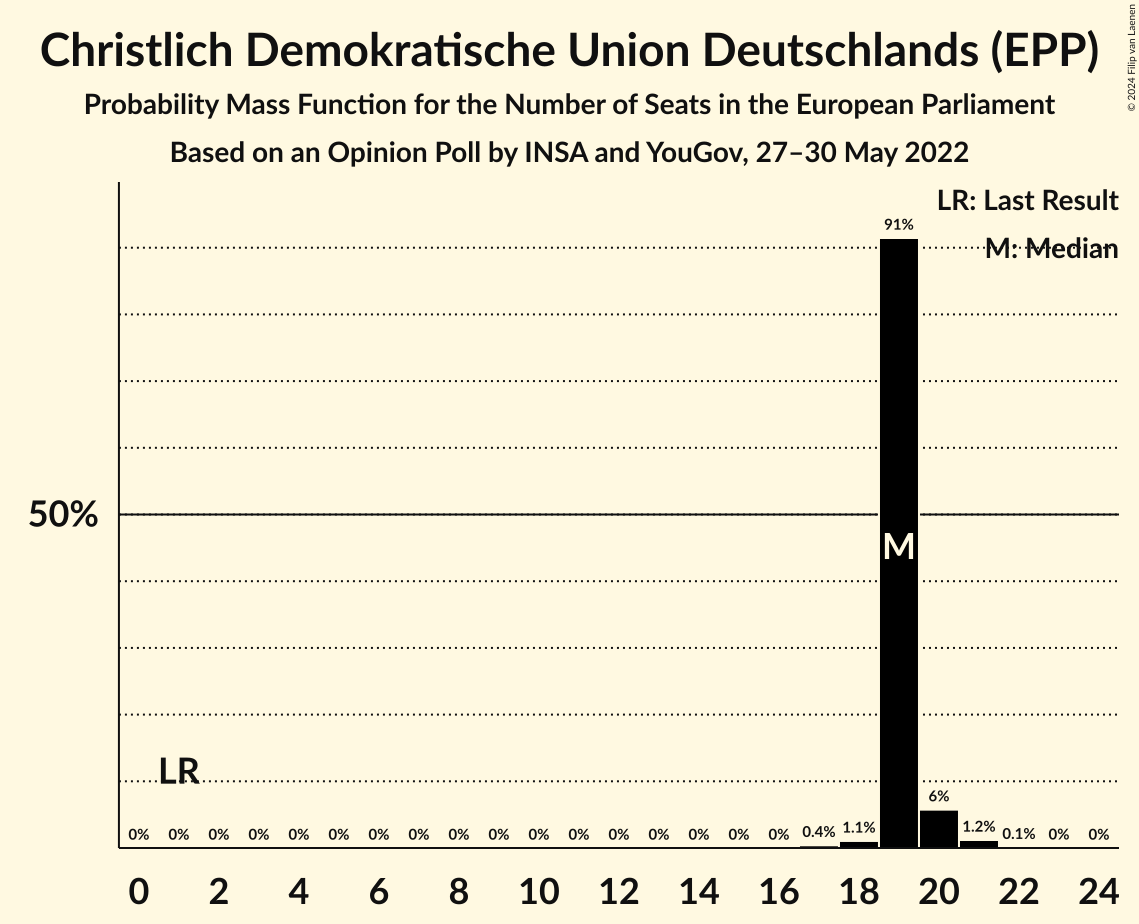 Christlich Demokratische Union Deutschlands (EPP)
Probability Mass Function for the Number of Seats in the European Parliament
Based on an Opinion Poll by INSA and YouGov, 27–30 May 2022
© 2024 Filip van Laenen
LR: Last Result
M: Median
91%
50%
M
LR
6%
0% 0% 0% 0% 0% 0% 0% 0% 0% 0% 0% 0% 0% 0% 0% 0% 0% 0.4% 1.1% 1.2% 0.1% 0% 0%
0 2 4 6 8 10 12 14 16 18 20 22 24